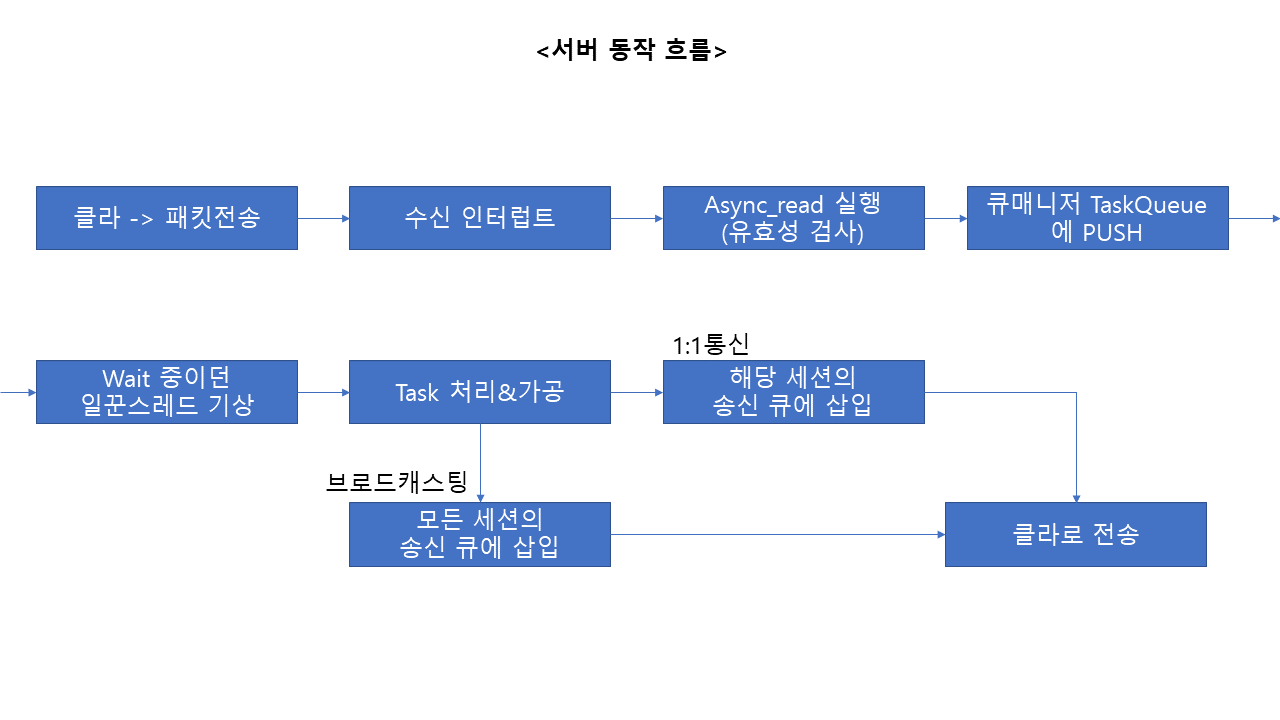 <서버 동작 흐름>
클라 -> 패킷전송
수신 인터럽트
Async_read 실행
(유효성 검사)
큐매니저 TaskQueue
에 PUSH
Wait 중이던
일꾼스레드 기상
Task 처리&가공
1:1통신
해당 세션의
송신 큐에 삽입
브로드캐스팅
모든 세션의
송신 큐에 삽입
클라로 전송